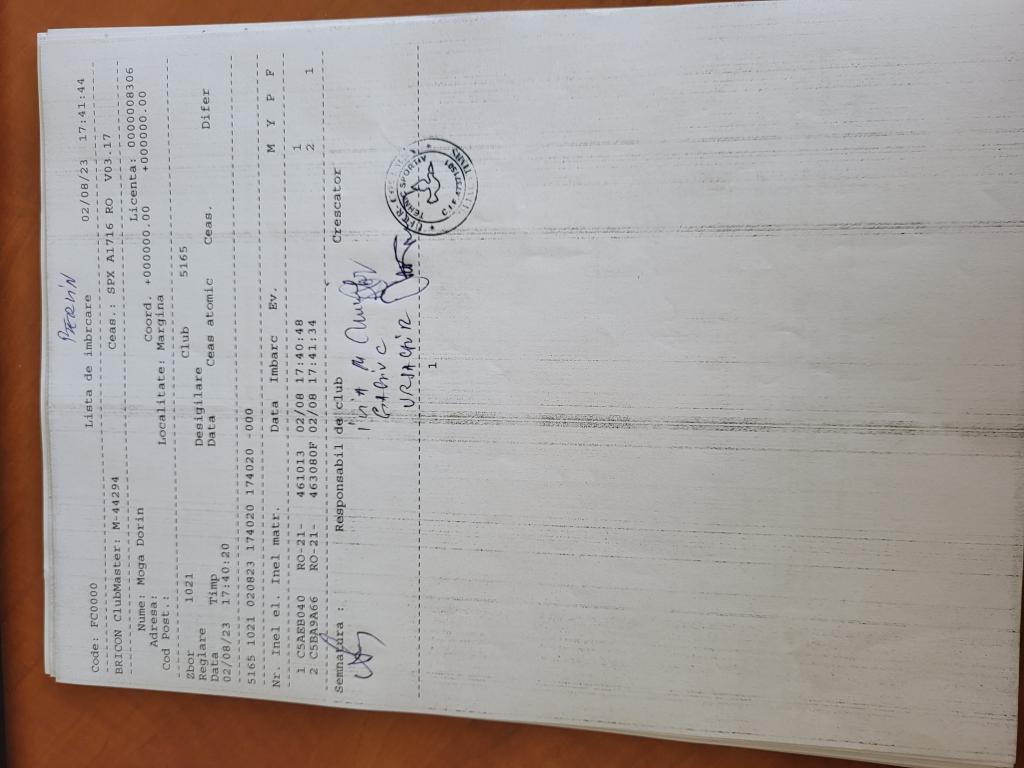 Code: FC0000 Lista de imbrcare 02/08/23 17:41:44
BRICON ClubMaster: M-44294 Ceas.: SPX A1716 RO V03.17
Nume: Moga Dorin Licenta: 0000008306
Adresa: Coord. +000000.00 +000000.00
Cod Post.: Localitate: Margina
Zbor 1021 Club 5165
Reglare Desigilare
Data Timp Data Ceas atomic Ceas. Difer
02/08/23 17:40:20
5165 1021 020823 174020 174020 -000
Nr. Inel el. Inel matr. Data Imbarc Ev. M Y P F
1 C5AEB040 RO-21- 461013 02/08 17:40:48 1
2 C5BA9A66 RO-21- 463080F 02/08 17:41:34 2 1
Semnatura : Responsabil de club Crescator
1